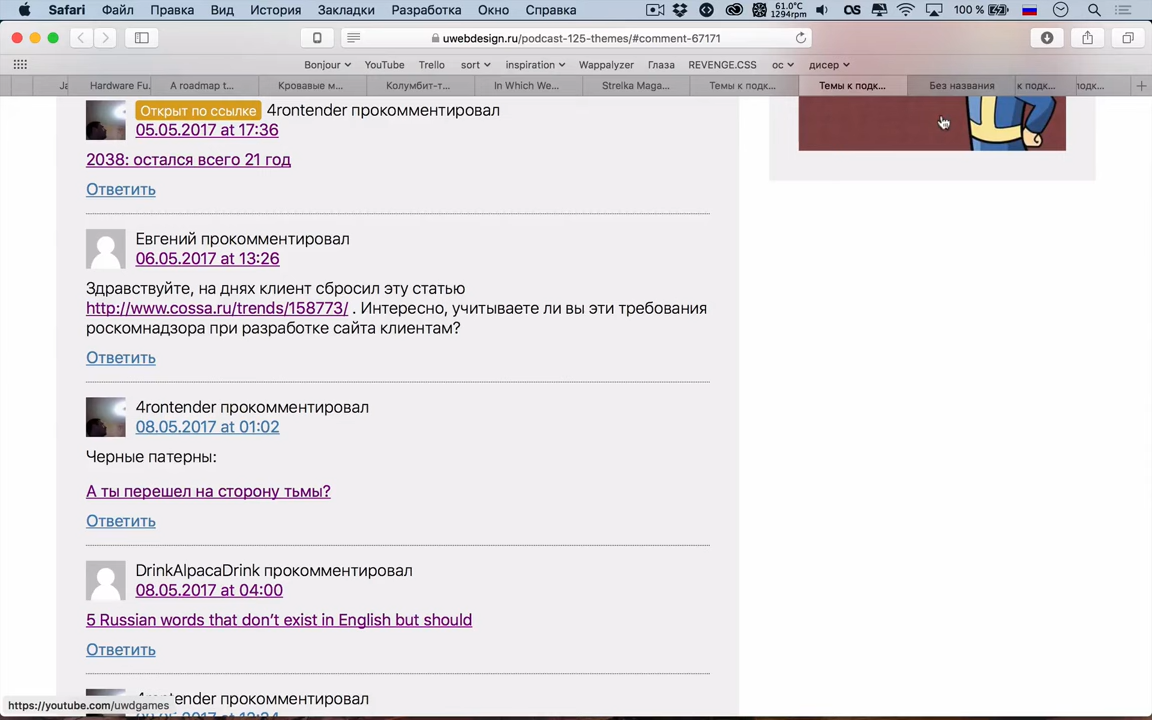 Safari Файл Правка Вид История Закладки Разработка Окно Справка 61.0°C 1294rpm 100 %
uwebdesign.ru/podcast-125-themes/#comment-67171
Bonjour YouTube Trello sort inspiration Wappalyzer Глаза REVENGE.CSS ос дисер
Hardware Fu... A roadmap t... Кровавые м... Колумбит-т... In Which We... Strelka Maga... Темы к подк... Темы к подк... Без названия к подк...
Открыт по ссылке 4rontender прокомментировал
05.05.2017 at 17:36
2038: остался всего 21 год
Ответить
Евгений прокомментировал
06.05.2017 at 13:26
Здравствуйте, на днях клиент сбросил эту статью
http://www.cossa.ru/trends/158773/ . Интересно, учитываете ли вы эти требования
роскомнадзора при разработке сайта клиентам?
Ответить
4rontender прокомментировал
08.05.2017 at 01:02
Черные патерны:
А ты перешел на сторону тьмы?
Ответить
DrinkAlpacaDrink прокомментировал
08.05.2017 at 04:00
5 Russian words that don’t exist in English but should
Ответить
4rontender прокомментировал
https://youtube.com/uwdgames